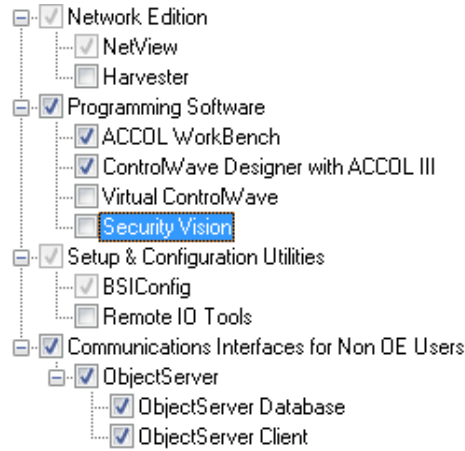 Network Edition
NetView
Harvester
Programming Software
ACCOL WorkBench
ControlWave Designer with ACCOL III
Virtual ControlWave
Security Vision
Setup & Configuration Utilities
BSIConfig
Remote IO Tools
Communications Interfaces for Non OE Users
ObjectServer
ObjectServer Database
ObjectServer Client